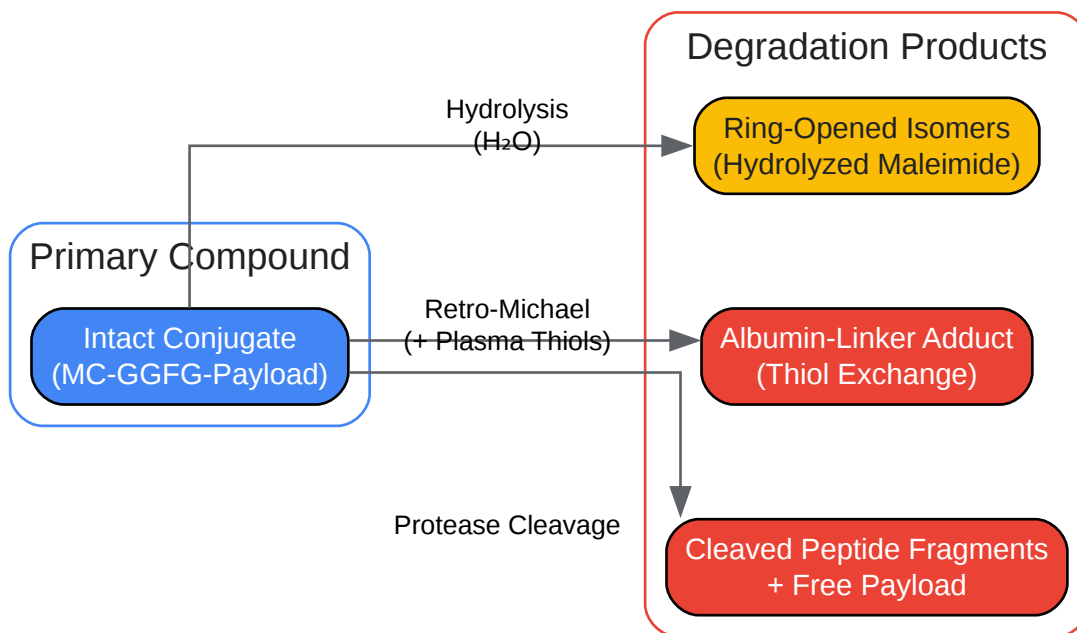 Degradation Products
Hydrolysis
(H₂O)
Ring-Opened Isomers
(Hydrolyzed Maleimide)
Primary Compound
Intact Conjugate
(MC-GGFG-Payload)
Retro-Michael
(+ Plasma Thiols)
Albumin-Linker Adduct
(Thiol Exchange)
Protease Cleavage
Cleaved Peptide Fragments
+ Free Payload